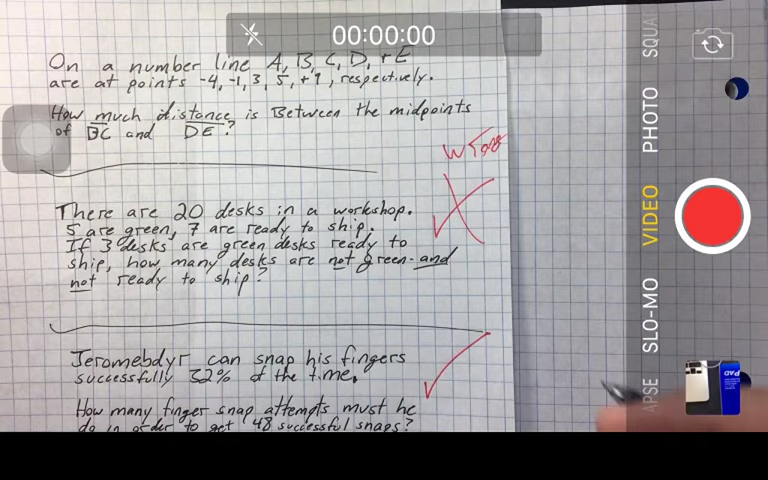 00:00:00
On a number line A, B, C, D, + E
are at points -4, -1, 3, 5, + 9, respectively.
How much distance is Between the midpoints
of BC and DE?
There are 20 desks in a workshop.
5 are green, 7 are ready to ship.
If 3 desks are green desks ready to
ship, how many desks are not green and
not ready to ship?
Jeromebdyr can snap his fingers
successfully 32% of the time.
How many finger snap attempts must he
do in order to get 48 successful snaps?
SQUA
PHOTO
VIDEO
SLO-MO
APSE